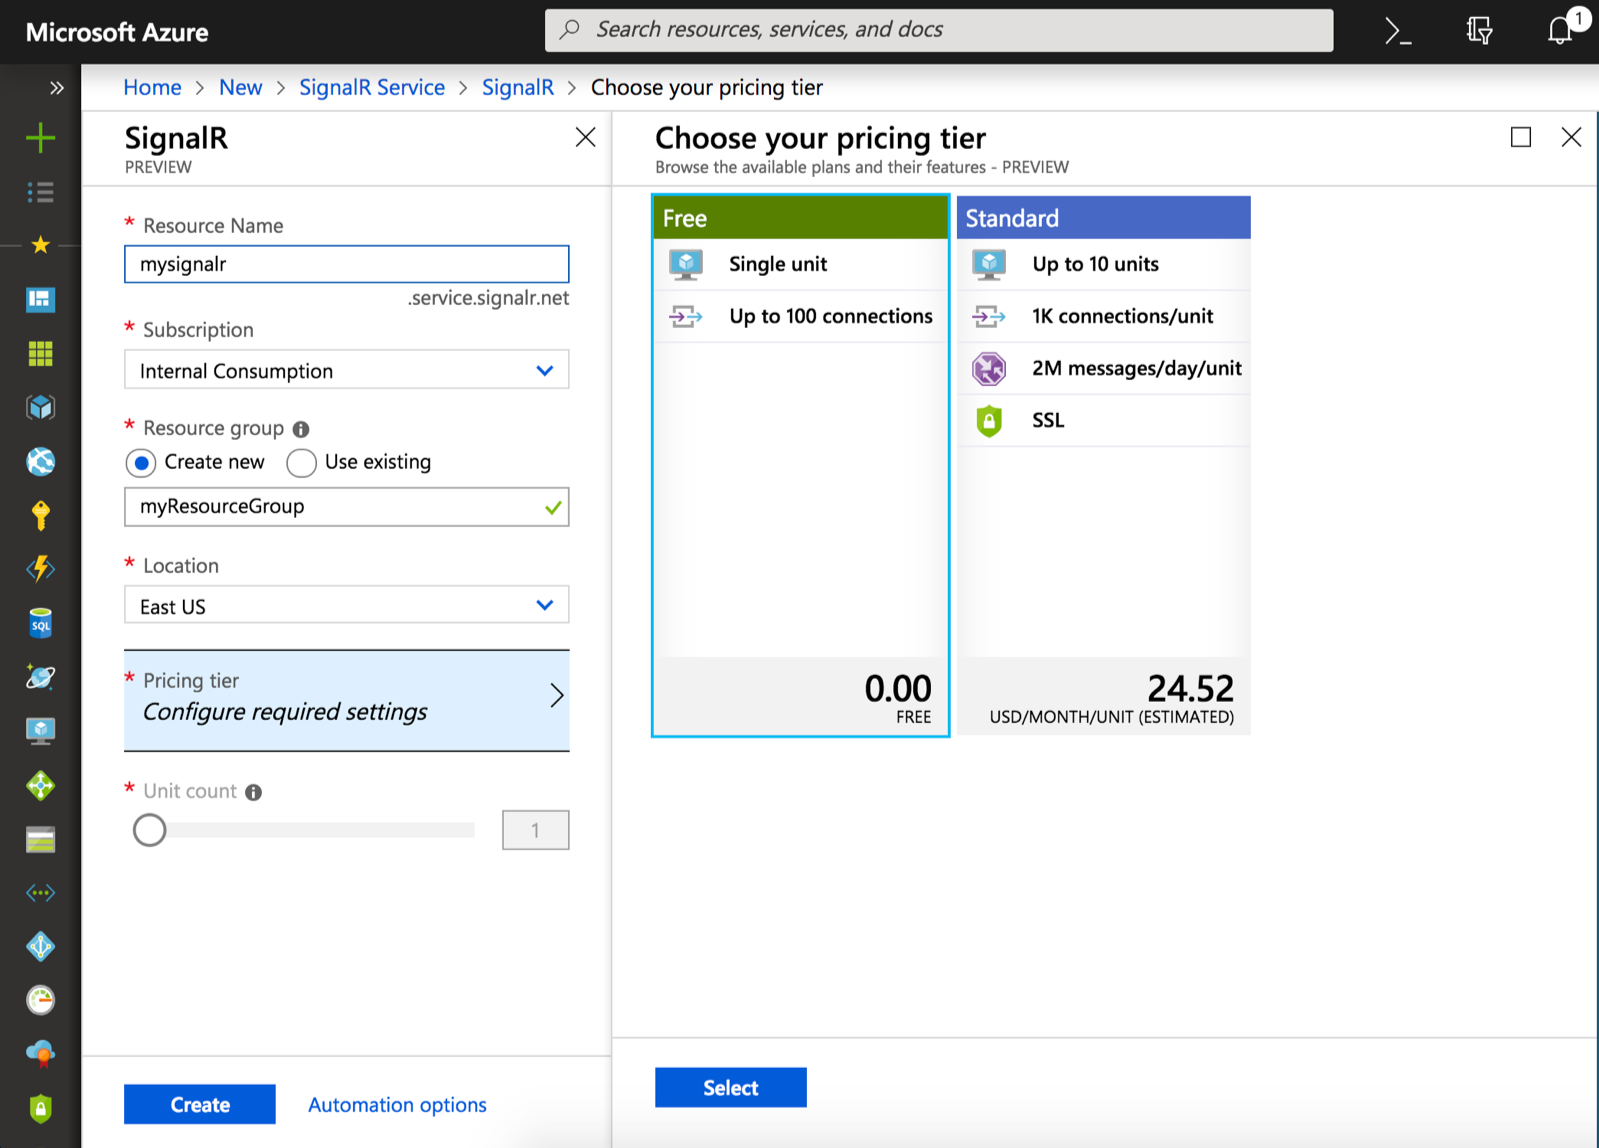 Microsoft Azure
Search resources, services, and docs
1
Home > New > SignalR Service > SignalR > Choose your pricing tier
SignalR
PREVIEW
* Resource Name
mysignalr
.service.signalr.net
* Subscription
Internal Consumption
* Resource group
Create new
Use existing
myResourceGroup
* Location
East US
* Pricing tier
Configure required settings
* Unit count
1
Create
Automation options
Choose your pricing tier
Browse the available plans and their features - PREVIEW
Free
Single unit
Up to 100 connections
0.00
FREE
Standard
Up to 10 units
1K connections/unit
2M messages/day/unit
SSL
24.52
USD/MONTH/UNIT (ESTIMATED)
Select
SQL